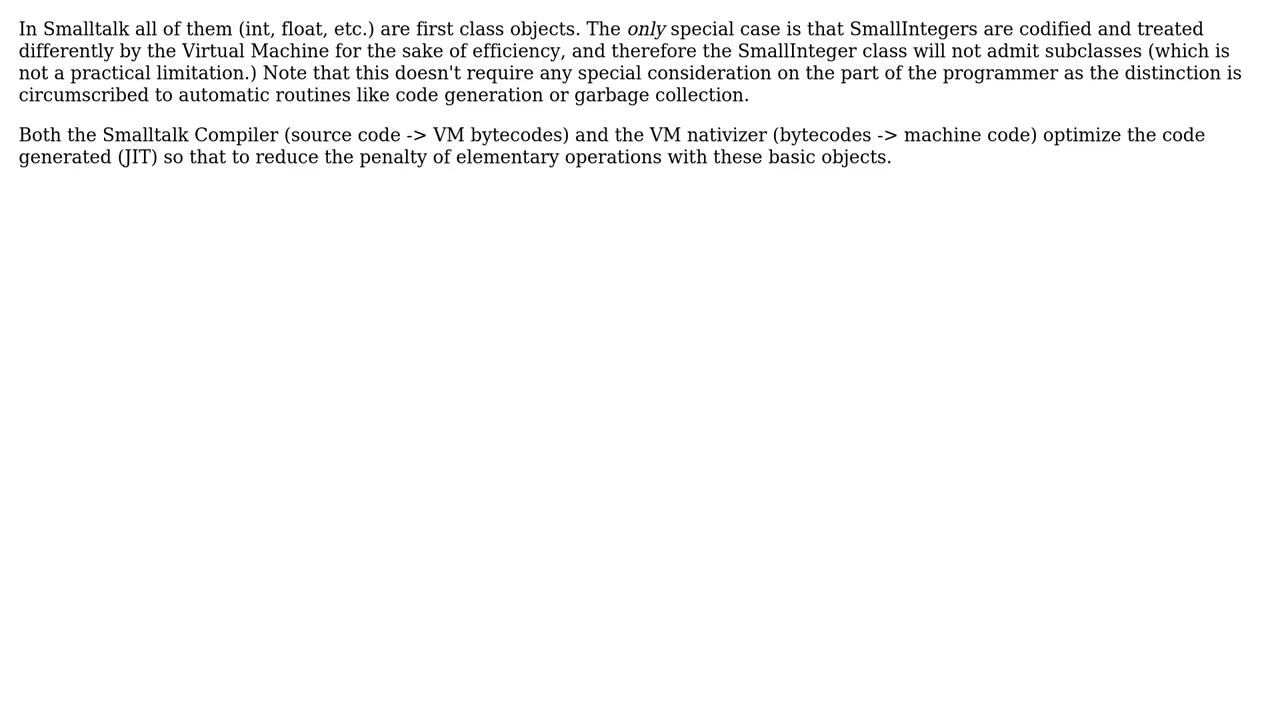 In Smalltalk all of them (int, float, etc.) are first class objects. The only special case is that SmallIntegers are codified and treated
differently by the Virtual Machine for the sake of efficiency, and therefore the SmallInteger class will not admit subclasses (which is
not a practical limitation.) Note that this doesn't require any special consideration on the part of the programmer as the distinction is
circumscribed to automatic routines like code generation or garbage collection.
Both the Smalltalk Compiler (source code -> VM bytecodes) and the VM nativizer (bytecodes -> machine code) optimize the code
generated (JIT) so that to reduce the penalty of elementary operations with these basic objects.